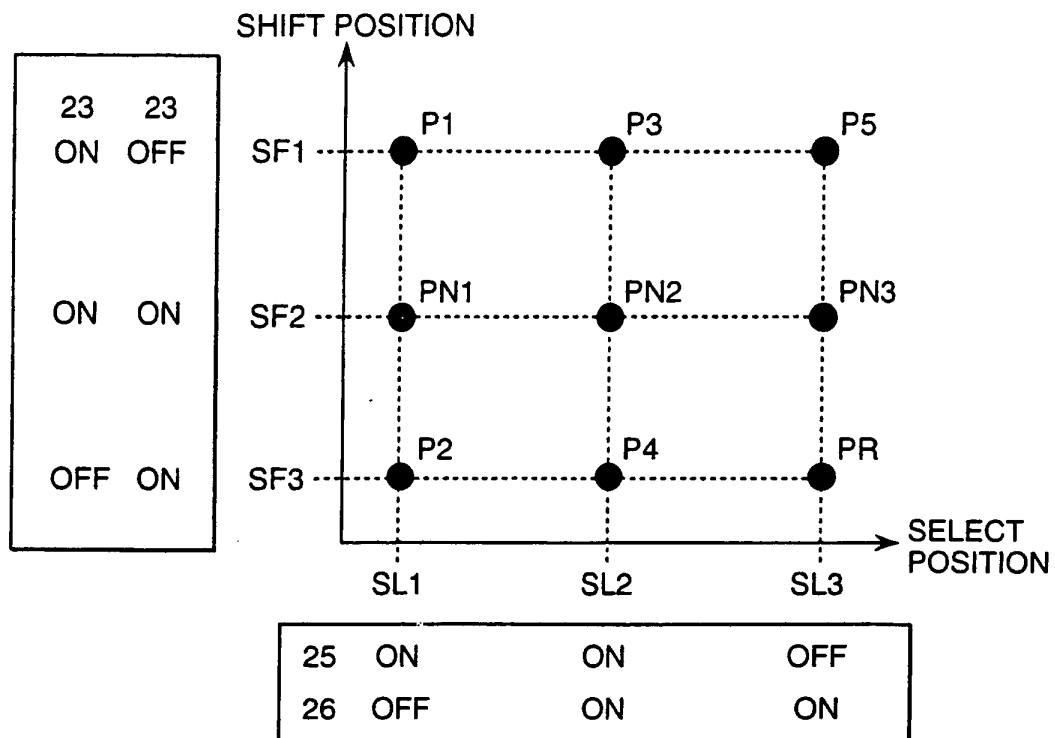 SHIFT POSITION
23 23
ON OFF
SF1
P1 P3 P5
ON ON
SF2
PN1 PN2 PN3
OFF ON
SF3
P2 P4 PR
SELECT
POSITION
SL1 SL2 SL3
25 ON ON OFF
26 OFF ON ON